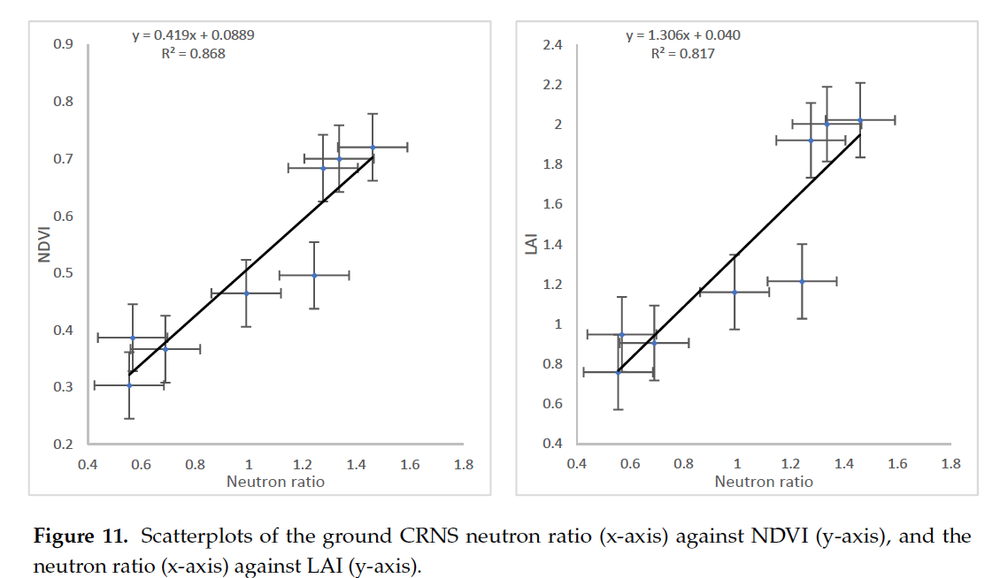 y = 0.419x + 0.0889
R² = 0.868
0.9
0.8
0.7
0.6
0.5
0.4
0.3
0.2
NDVI
0.4 0.6 0.8 1 1.2 1.4 1.6 1.8
Neutron ratio
y = 1.306x + 0.040
R² = 0.817
2.4
2.2
2
1.8
1.6
1.4
1.2
1
0.8
0.6
0.4
LAI
0.4 0.6 0.8 1 1.2 1.4 1.6 1.8
Neutron ratio
Figure 11. Scatterplots of the ground CRNS neutron ratio (x-axis) against NDVI (y-axis), and the
neutron ratio (x-axis) against LAI (y-axis).